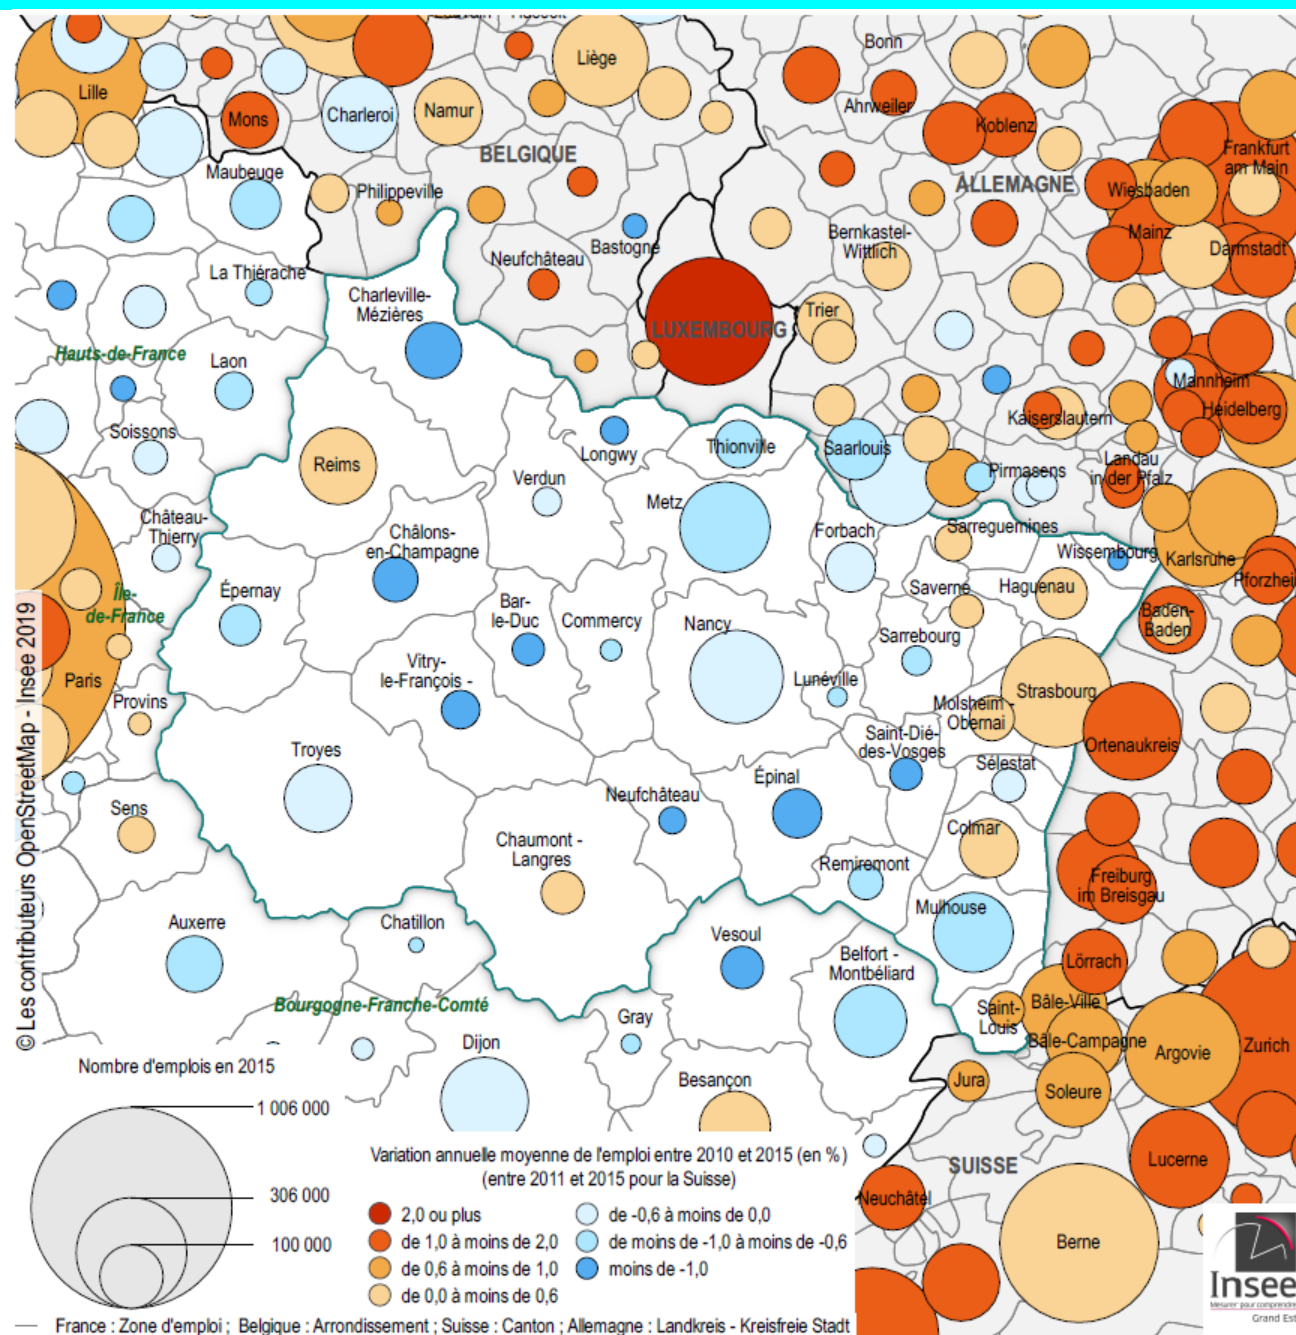 Liège
Bonn
Lille
Mons
Charleroi
Namur
Ahrweiler
Koblenz
Frankfurt
am Main
BELGIQUE
Maubeuge
Philippeville
ALLEMAGNE
Wiesbaden
Mainz
Darmstadt
Bastogne
Bernkastel-
Wittlich
Neufchâteau
La Thiérache
Charleville-
Mézières
Trier
LUXEMBOURG
Hauts-de-France
Laon
Mannheim
Heidelberg
Kaiserslautern
Soissons
Longwy
Thionville
Saarlouis
Pirmasens
Landau
in der Pfalz
Reims
Verdun
Metz
Château-
Thierry
Châlons-
en-Champagne
Forbach
Sarreguemines
Wissembourg
Karlsruhe
Pforzhei
Île-
de-France
Épernay
Bar-
le-Duc
Commercy
Nancy
Saverne
Haguenau
Baden-
Baden
Sarrebourg
Vitry-
le-François -
Lunéville
Paris
Provins
Molsheim -
Obernai
Strasbourg
Ortenaukreis
Troyes
Saint-Dié-
des-Vosges
Sélestat
Sens
Neufchâteau
Épinal
Colmar
Chaumont -
Langres
Remiremont
Freiburg
im Breisgau
Mulhouse
Auxerre
Chatillon
Vesoul
Belfort -
Montbéliard
Lörrach
Bourgogne-Franche-Comté
Gray
Saint-
Louis
Bâle-Ville
Bâle-Campagne
Argovie
Zurich
Dijon
Besançon
Jura
Soleure
SUISSE
Lucerne
Neuchâtel
Berne
© Les contributeurs OpenStreetMap - Insee 2019
Nombre d'emplois en 2015
1 006 000
306 000
100 000
Variation annuelle moyenne de l'emploi entre 2010 et 2015 (en %)
(entre 2011 et 2015 pour la Suisse)
2,0 ou plus
de 1,0 à moins de 2,0
de 0,6 à moins de 1,0
de 0,0 à moins de 0,6
de -0,6 à moins de 0,0
de moins de -1,0 à moins de -0,6
moins de -1,0
Insee
Mesurer pour comprendre
Grand Est
France : Zone d'emploi ; Belgique : Arrondissement ; Suisse : Canton ; Allemagne : Landkreis - Kreisfreie Stadt